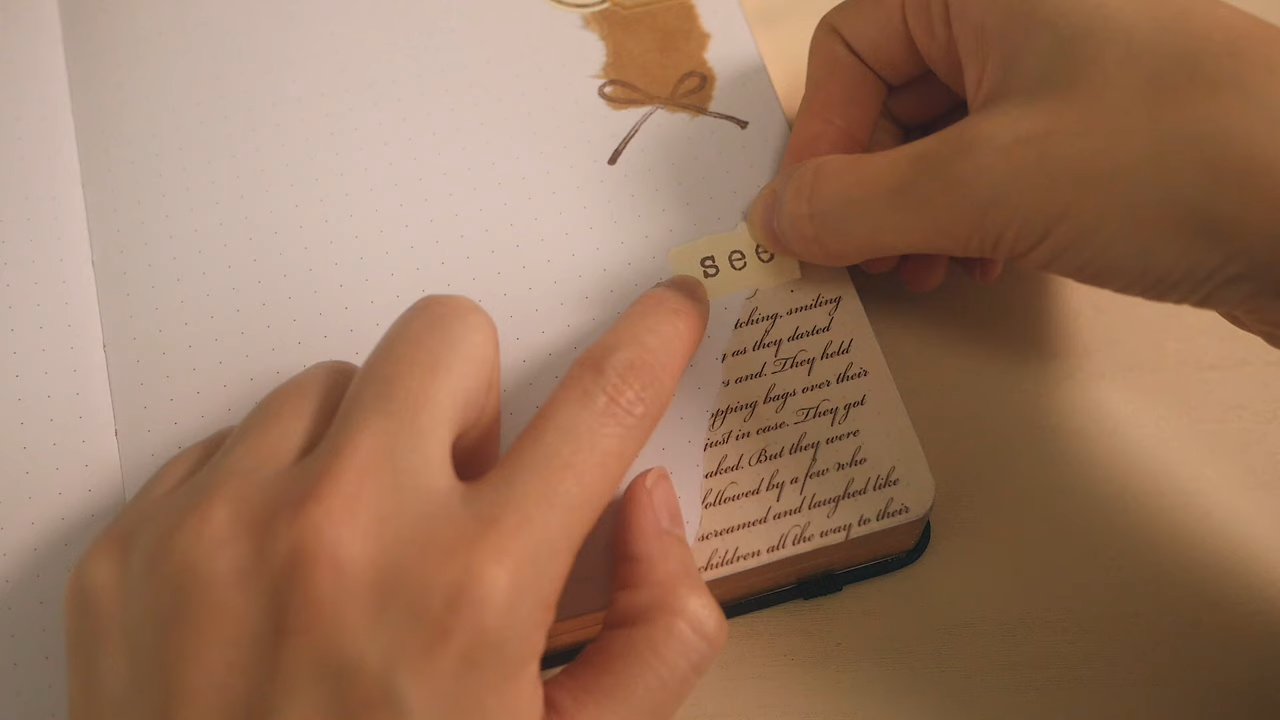 see
tching, smiling
as they darted
and. They held
pping bags over their
just in case. They got
aked. But they were
followed by a few who
screamed and laughed like
children all the way to their